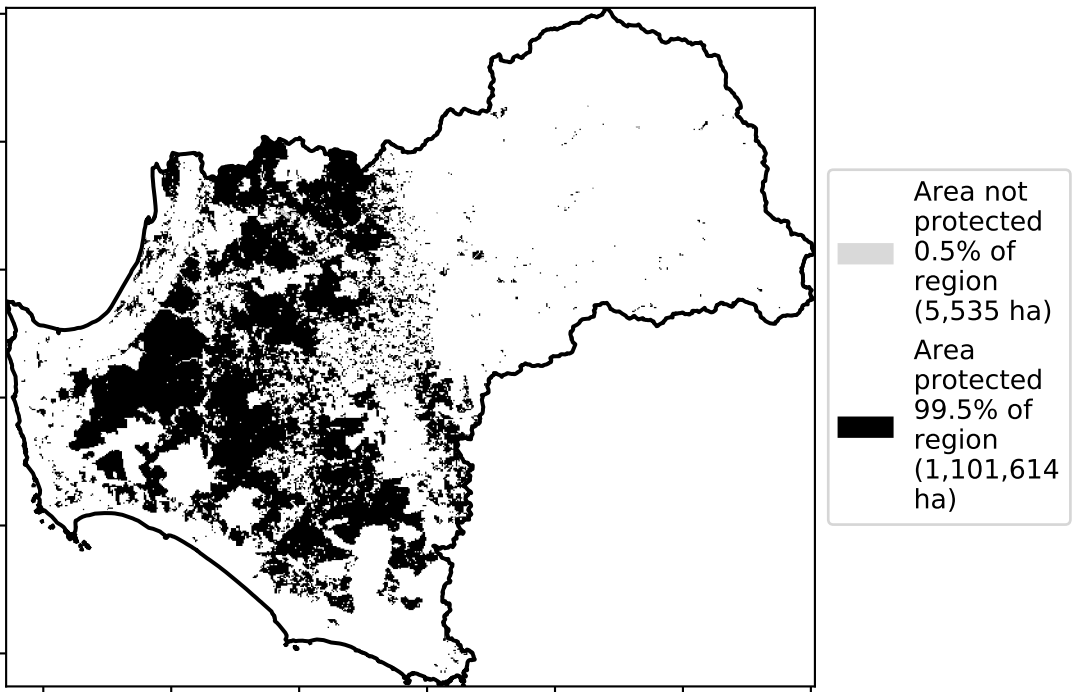 Area not
protected
0.5% of
region
(5,535 ha)
Area
protected
99.5% of
region
(1,101,614
ha)